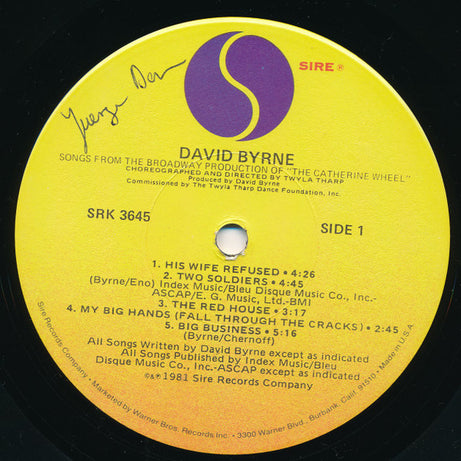 SIRE ®
DAVID BYRNE
SONGS FROM THE BROADWAY PRODUCTION OF "THE CATHERINE WHEEL"
CHOREOGRAPHED AND DIRECTED BY TWYLA THARP
Produced by David Byrne
Commissioned by The Twyla Tharp Dance Foundation, Inc.
SRK 3645
SIDE 1
1. HIS WIFE REFUSED • 4:26
2. TWO SOLDIERS • 4:45
(Byrne/Eno) Index Music/Bleu Disque Music Co., Inc.-
ASCAP/E. G. Music, Ltd.-BMI
3. THE RED HOUSE • 3:17
4. MY BIG HANDS (FALL THROUGH THE CRACKS) • 2:45
5. BIG BUSINESS • 5:16
(Byrne/Chernoff)
All Songs Written by David Byrne except as indicated
All Songs Published by Index Music/Bleu
Disque Music Co., Inc.-ASCAP except as indicated
©℗ 1981 Sire Records Company
Sire Records Company • Marketed by Warner Bros. Records Inc. • 3300 Warner Blvd. • Burbank, Calif. 91510 • Made in U.S.A.